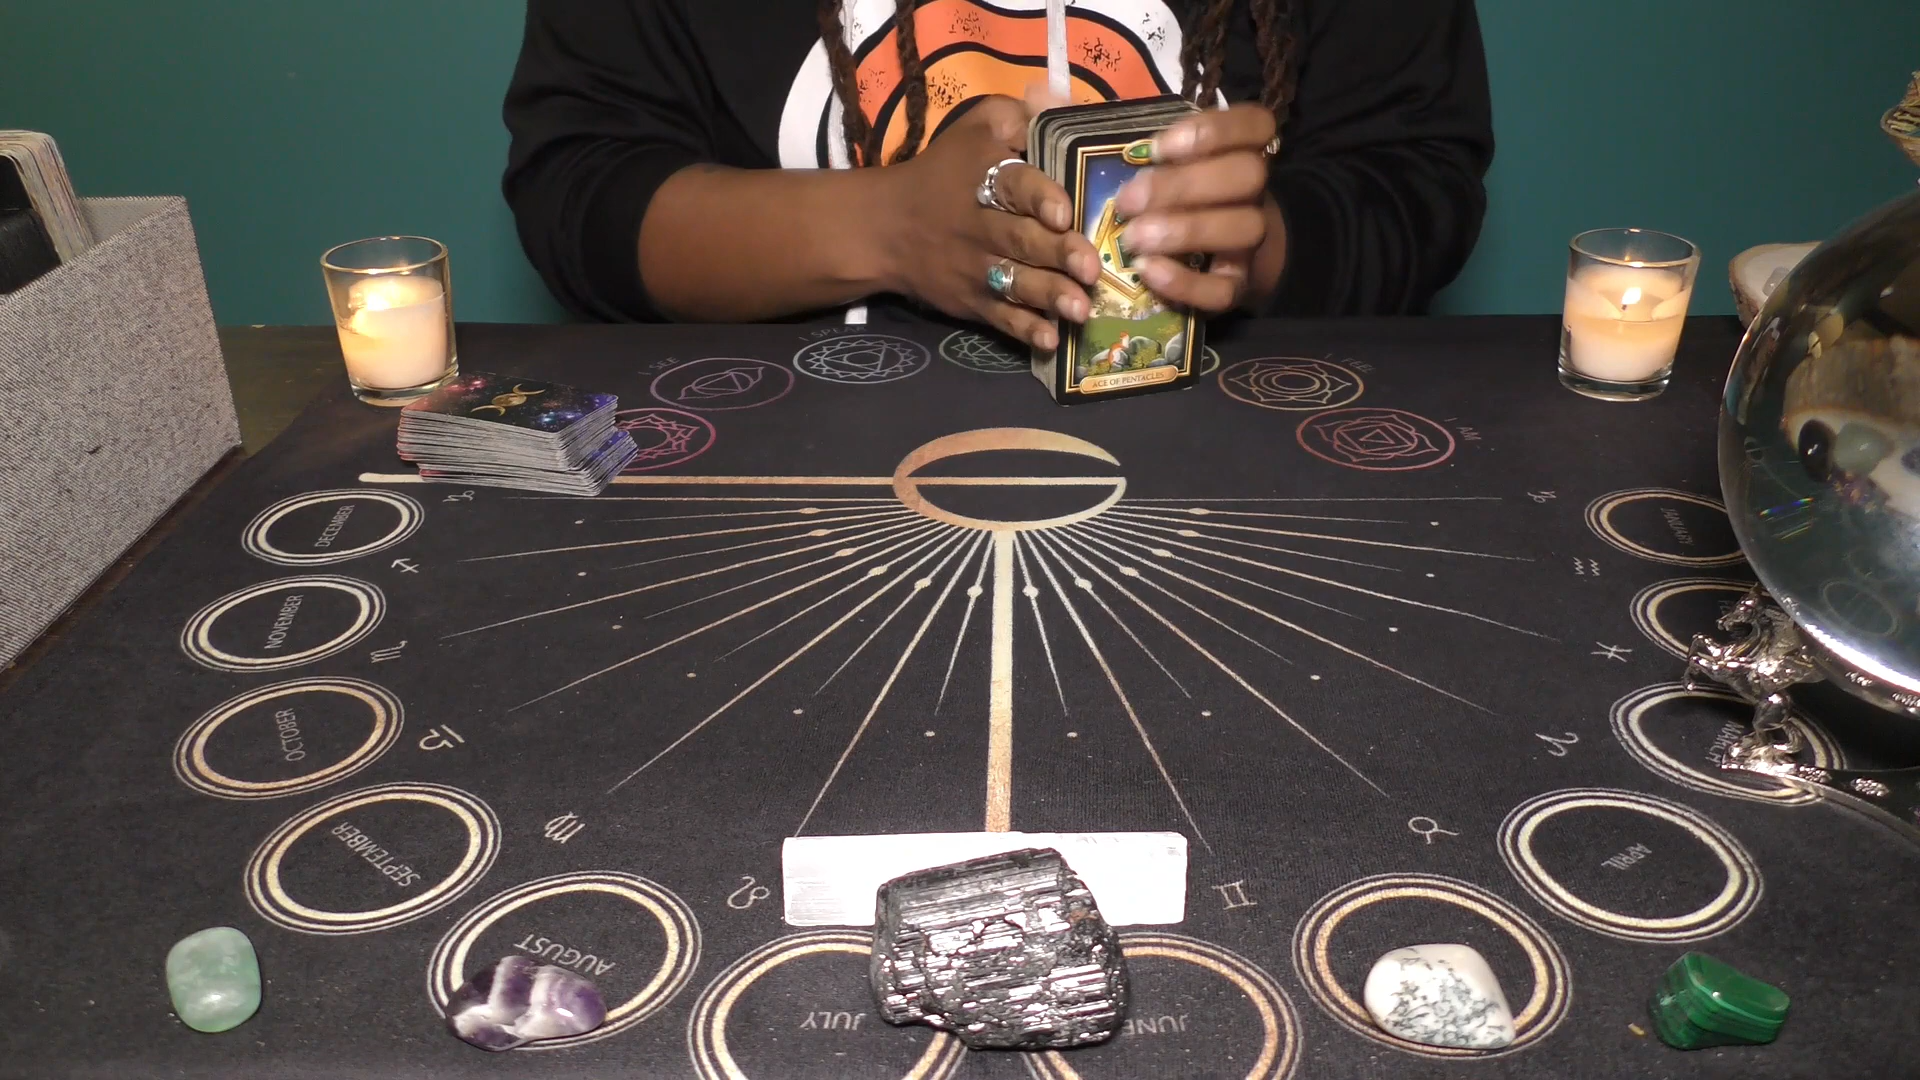 I SPEAK
I SEE
I FEEL
I AM
ACE OF PENTACLES
DECEMBER
JANUARY
NOVEMBER
OCTOBER
MARCH
SEPTEMBER
APRIL
AUGUST
JULY
JUNE